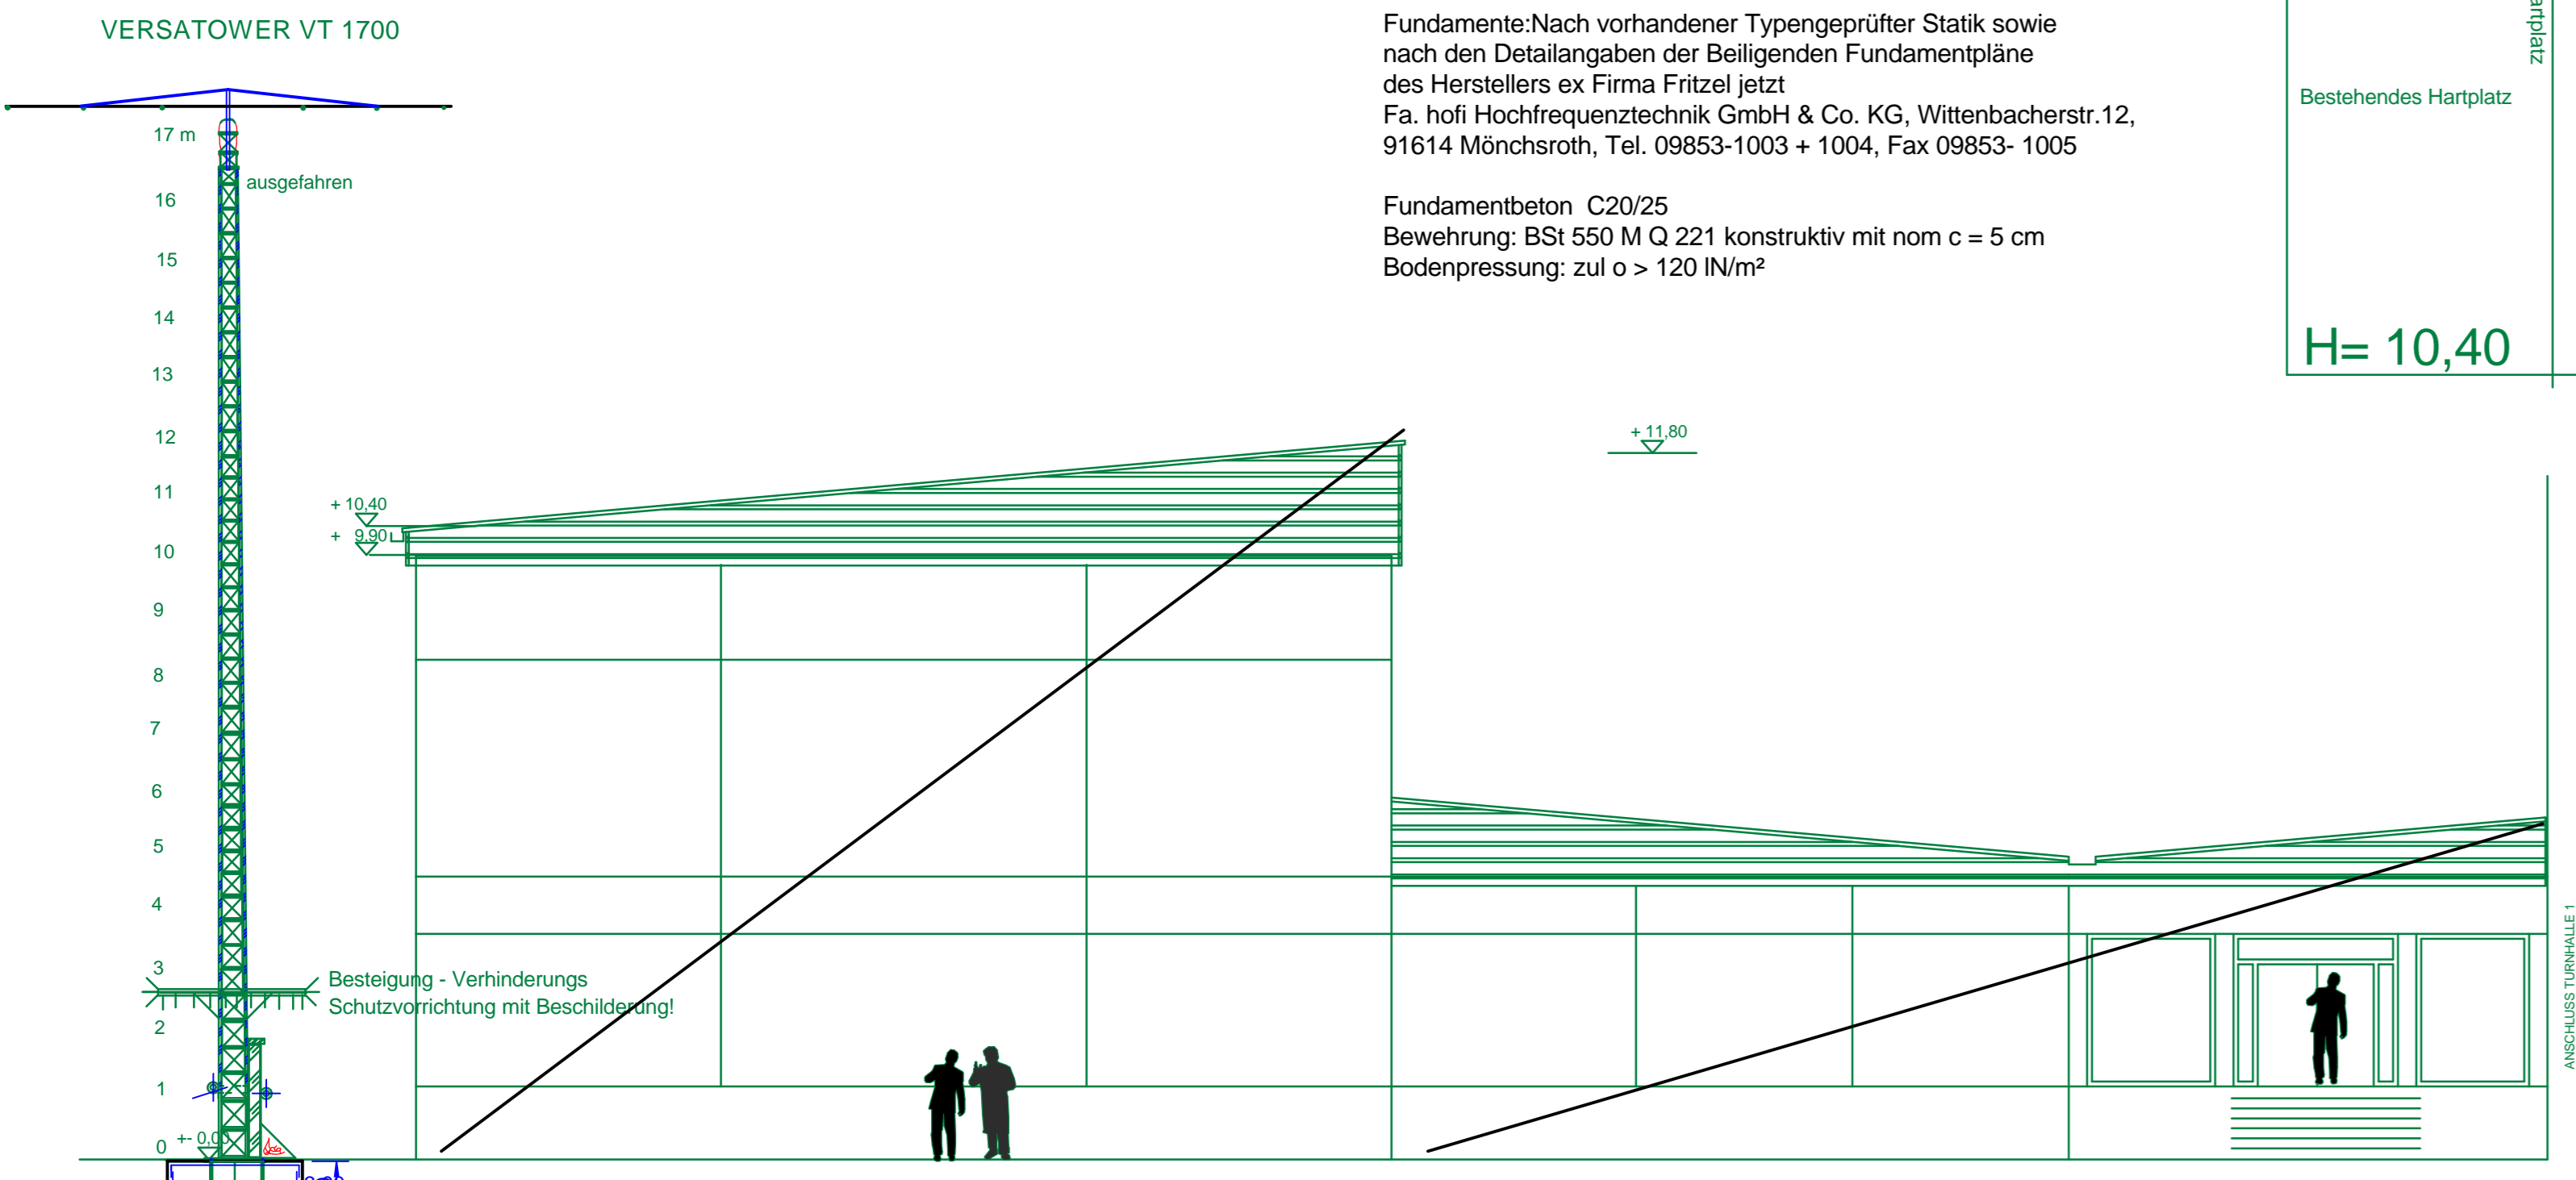 VERSATOWER VT 1700
Fundamente:Nach vorhandener Typengeprüfter Statik sowie
nach den Detailangaben der Beiligenden Fundamentpläne
des Herstellers ex Firma Fritzel jetzt
Fa. hofi Hochfrequenztechnik GmbH & Co. KG, Wittenbacherstr.12,
91614 Mönchsroth, Tel. 09853-1003 + 1004, Fax 09853- 1005
Fundamentbeton C20/25
Bewehrung: BSt 550 M Q 221 konstruktiv mit nom c = 5 cm
Bodenpressung: zul o > 120 lN/m²
artplatz
Bestehendes Hartplatz
H= 10,40
17 m
ausgefahren
16
15
14
13
12
11
10
9
8
7
6
5
4
3
2
1
0
+- 0,00
+ 10,40
+ 9,90
+ 11,80
Besteigung - Verhinderungs
Schutzvorrichtung mit Beschilderung!
ANSCHLUSS TURNHALLE 1